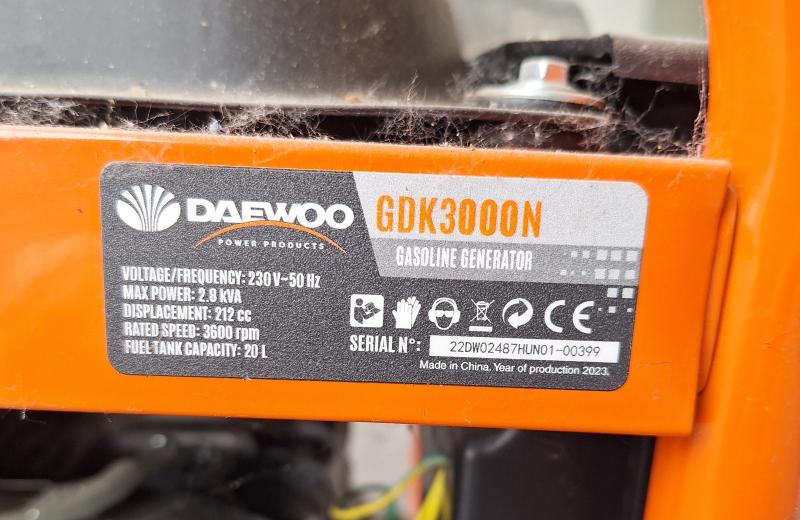 DAEWOO
POWER PRODUCTS
GDK3000N
GASOLINE GENERATOR
VOLTAGE/FREQUENCY: 230 V~50 Hz
MAX POWER: 2.8 kVA
DISPLACEMENT: 212 cc
RATED SPEED: 3600 rpm
FUEL TANK CAPACITY: 20 L
CE
SERIAL N°: 22DW02487HUN01-00399
Made in China. Year of production 2023.